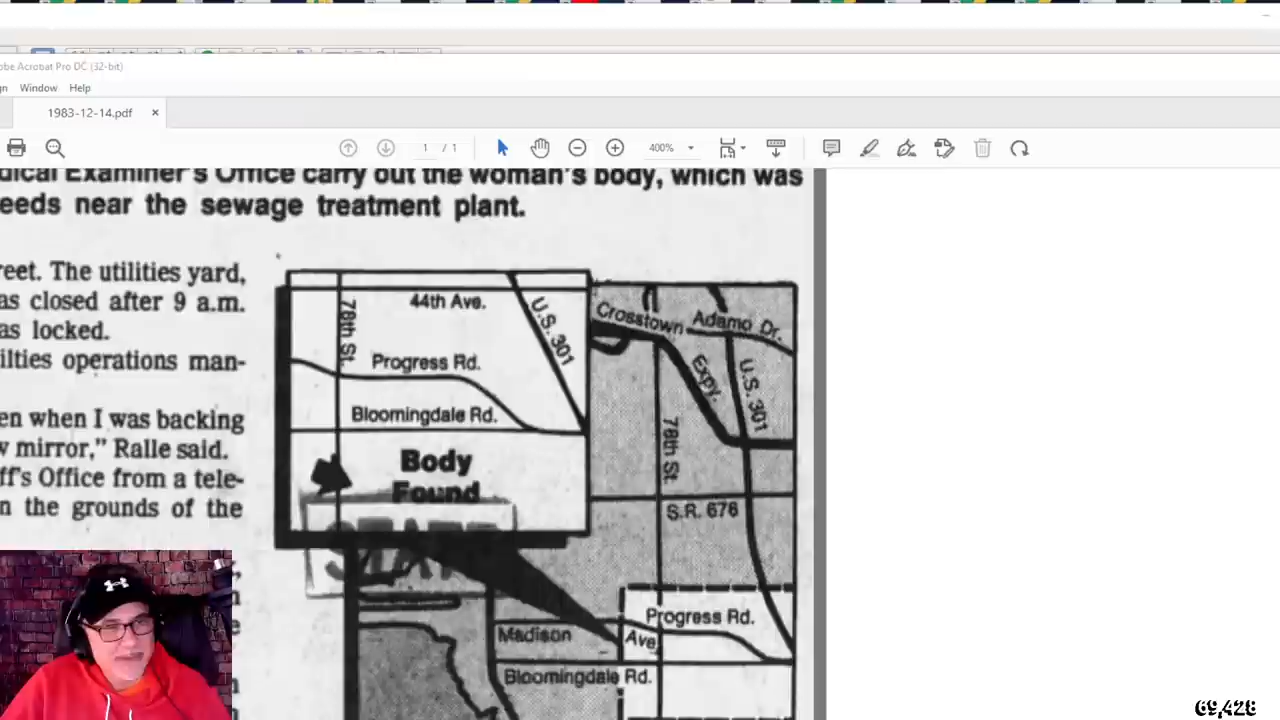 obe Acrobat Pro DC (32-bit)
gn Window Help
1983-12-14.pdf ×
1 / 1 400%
dical Examiner's Office carry out the woman's body, which was
eeds near the sewage treatment plant.
reet. The utilities yard,
as closed after 9 a.m.
as locked.
ilties operations man-
en when I was backing
w mirror," Ralle said.
ff's Office from a tele-
n the grounds of the
78th St.
44th Ave.
U.S. 301
Progress Rd.
Bloomingdale Rd.
Body
Found
STAFF
Crosstown
Expy.
Adamo Dr.
U.S. 301
78th St.
S.R. 676
Progress Rd.
Madison Ave.
Bloomingdale Rd.
69,428